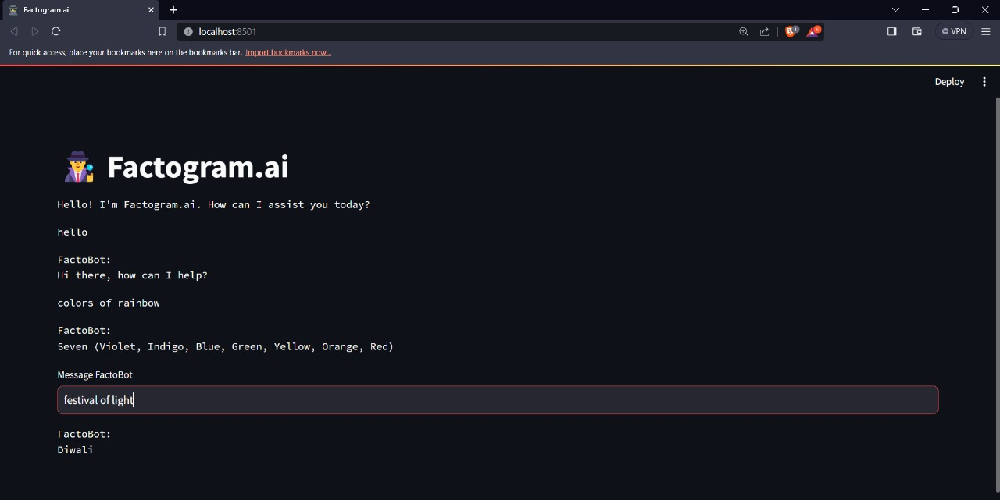 Factogram.ai
localhost:8501
VPN
For quick access, place your bookmarks here on the bookmarks bar. Import bookmarks now...
Deploy
Factogram.ai
Hello! I'm Factogram.ai. How can I assist you today?
hello
FactoBot:
Hi there, how can I help?
colors of rainbow
FactoBot:
Seven (Violet, Indigo, Blue, Green, Yellow, Orange, Red)
Message FactoBot
festival of light
FactoBot:
Diwali